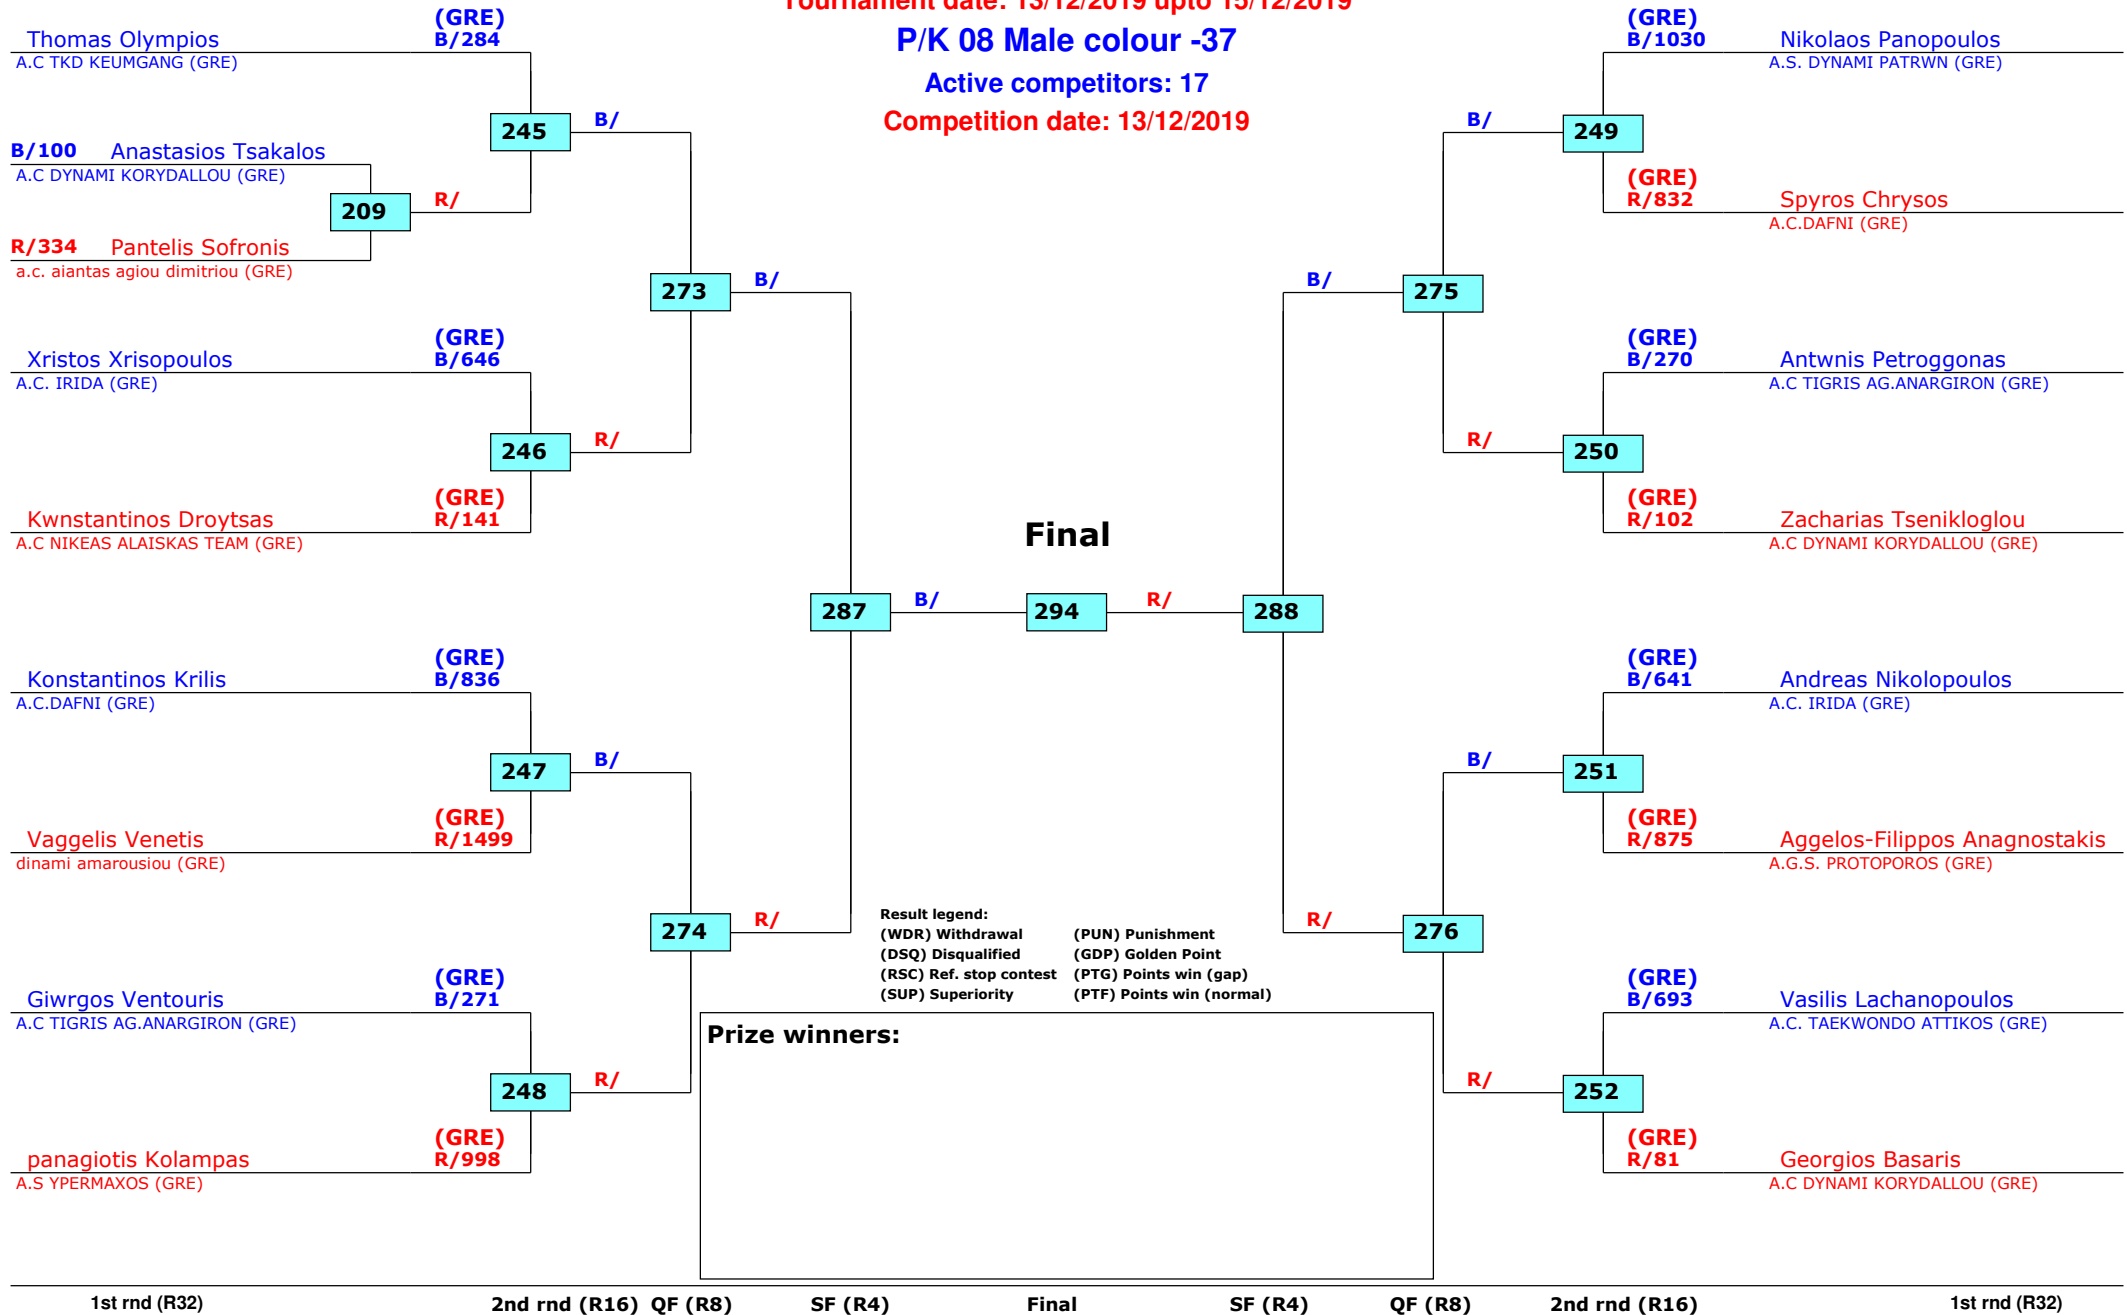 Tournament date: 13/12/2019 upto 15/12/2019
P/K 08 Male colour -37
Active competitors: 17
Competition date: 13/12/2019
(GRE)
Thomas Olympios B/284
A.C TKD KEUMGANG (GRE)
245 B/
B/100 Anastasios Tsakalos
A.C DYNAMI KORYDALLOU (GRE)
209 R/
R/334 Pantelis Sofronis
a.c. aiantas agiou dimitriou (GRE)
273 B/
(GRE)
Xristos Xrisopoulos B/646
A.C. IRIDA (GRE)
246 R/
(GRE)
Kwnstantinos Droytsas R/141
A.C NIKEAS ALAISKAS TEAM (GRE)
287 B/
(GRE)
Konstantinos Krilis B/836
A.C.DAFNI (GRE)
247 B/
(GRE)
Vaggelis Venetis R/1499
dinami amarousiou (GRE)
274 R/
(GRE)
Giwrgos Ventouris B/271
A.C TIGRIS AG.ANARGIRON (GRE)
248 R/
(GRE)
panagiotis Kolampas R/998
A.S YPERMAXOS (GRE)
Final
294
(GRE)
B/1030 Nikolaos Panopoulos
A.S. DYNAMI PATRWN (GRE)
B/ 249
(GRE)
R/832 Spyros Chrysos
A.C.DAFNI (GRE)
B/ 275
(GRE)
B/270 Antwnis Petroggonas
A.C TIGRIS AG.ANARGIRON (GRE)
R/ 250
(GRE)
R/102 Zacharias Tsenikloglou
A.C DYNAMI KORYDALLOU (GRE)
R/ 288
(GRE)
B/641 Andreas Nikolopoulos
A.C. IRIDA (GRE)
B/ 251
(GRE)
R/875 Aggelos-Filippos Anagnostakis
A.G.S. PROTOPOROS (GRE)
R/ 276
(GRE)
B/693 Vasilis Lachanopoulos
A.C. TAEKWONDO ATTIKOS (GRE)
R/ 252
(GRE)
R/81 Georgios Basaris
A.C DYNAMI KORYDALLOU (GRE)
Result legend:
(WDR) Withdrawal (PUN) Punishment
(DSQ) Disqualified (GDP) Golden Point
(RSC) Ref. stop contest (PTG) Points win (gap)
(SUP) Superiority (PTF) Points win (normal)
Prize winners:
1st rnd (R32) 2nd rnd (R16) QF (R8) SF (R4) Final SF (R4) QF (R8) 2nd rnd (R16) 1st rnd (R32)